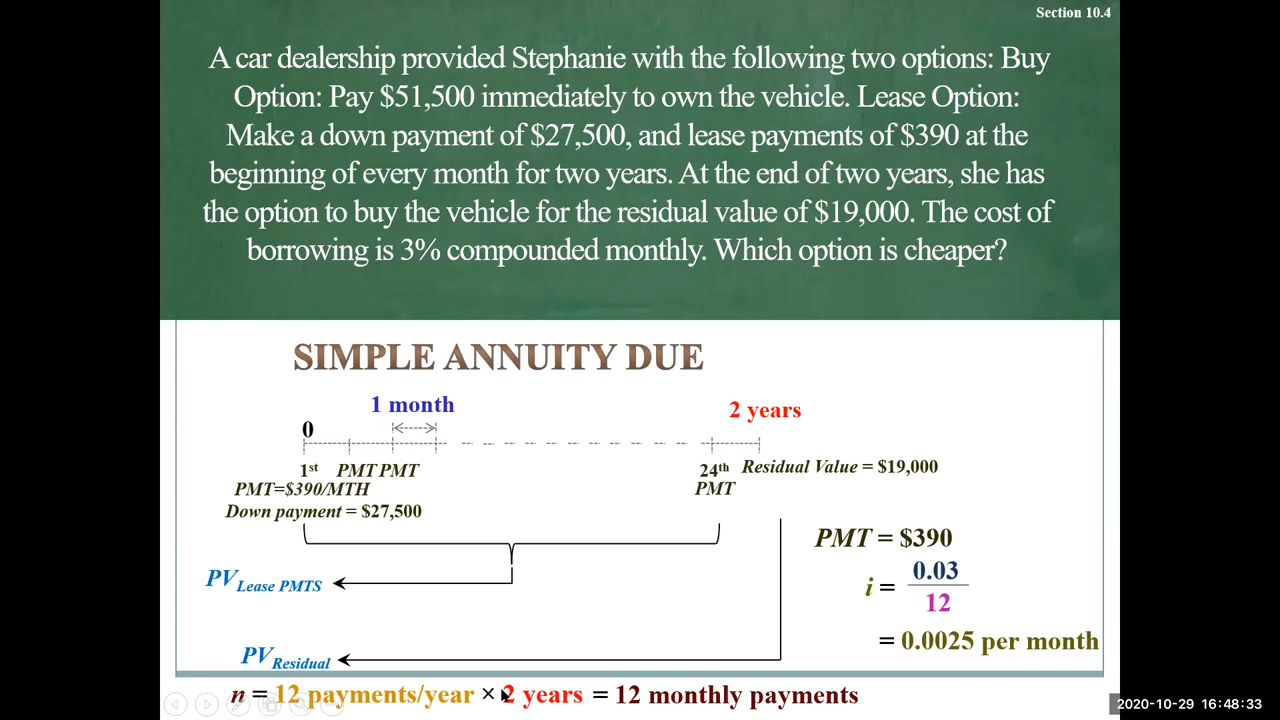 Section 10.4
A car dealership provided Stephanie with the following two options: Buy
Option: Pay $51,500 immediately to own the vehicle. Lease Option:
Make a down payment of $27,500, and lease payments of $390 at the
beginning of every month for two years. At the end of two years, she has
the option to buy the vehicle for the residual value of $19,000. The cost of
borrowing is 3% compounded monthly. Which option is cheaper?
SIMPLE ANNUITY DUE
1 month
2 years
0
1st PMT PMT
24th Residual Value = $19,000
PMT=$390/MTH
PMT
Down payment = $27,500
PMT = $390
PV Lease PMTS
i = 0.03
12
= 0.0025 per month
PV Residual
n = 12 payments/year × 2 years = 12 monthly payments
2020-10-29 16:48:33